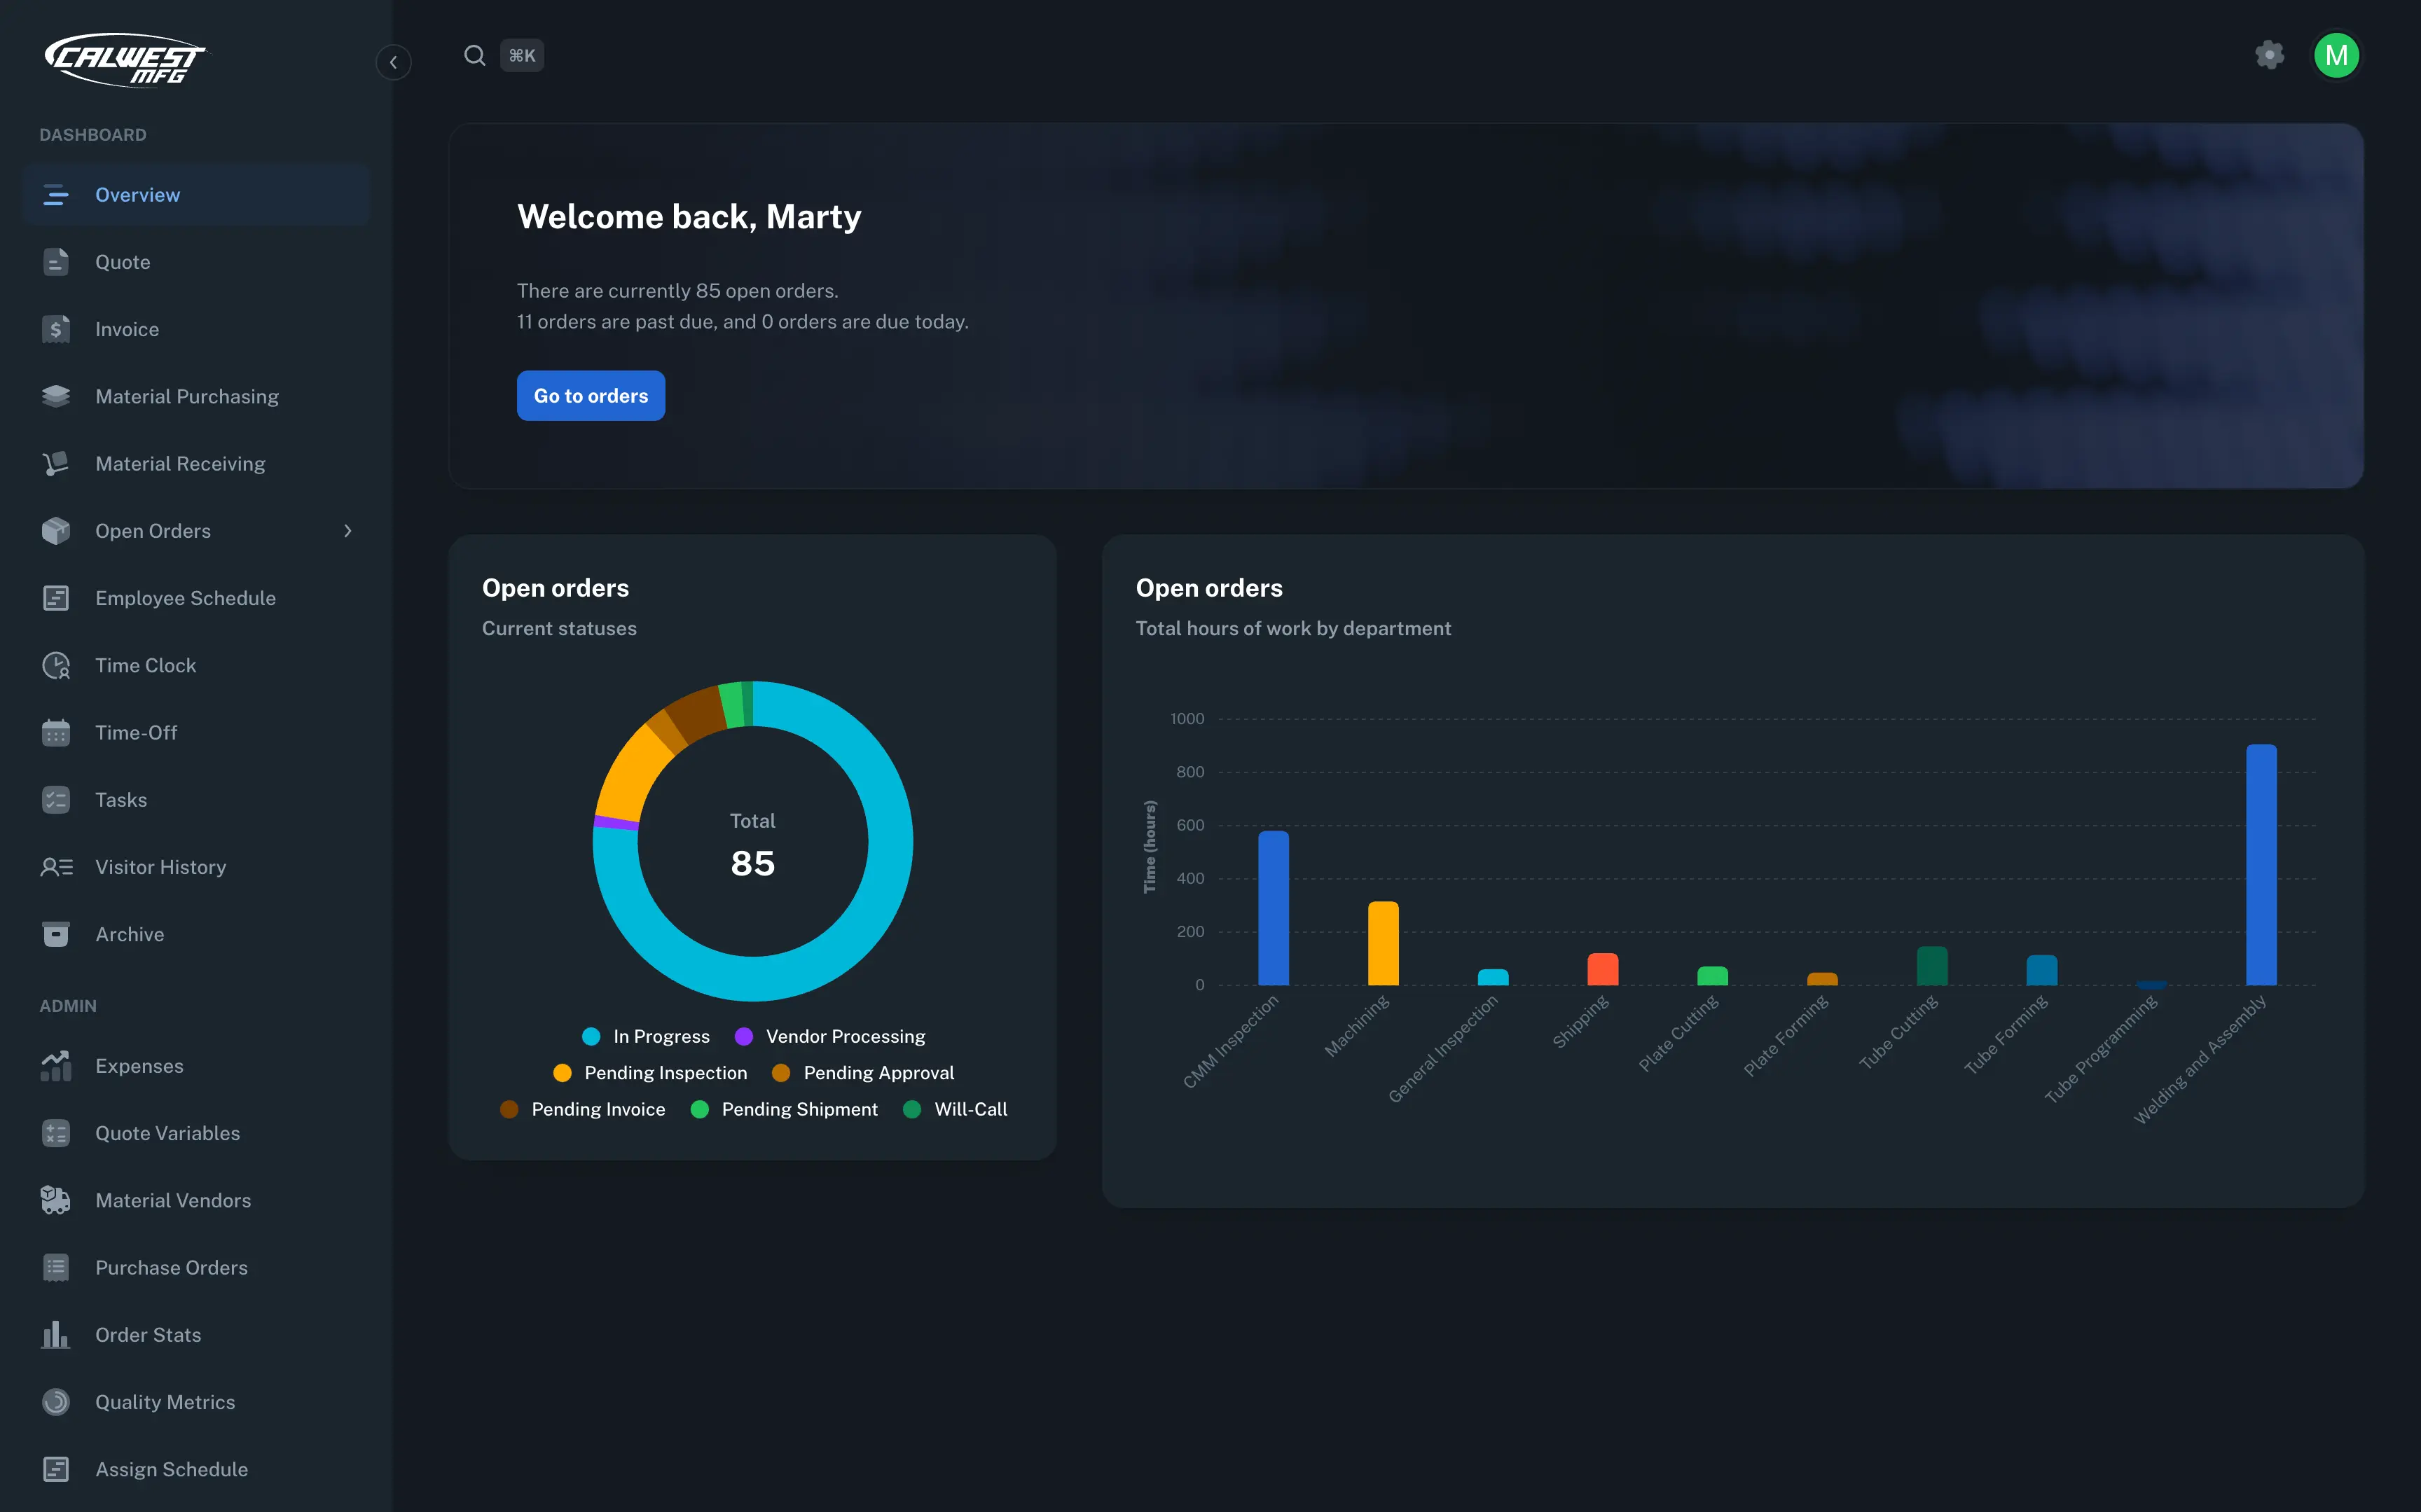 CALWEST
MFG
⌘K
M
DASHBOARD
Overview
Quote
Invoice
Material Purchasing
Material Receiving
Open Orders
Employee Schedule
Time Clock
Time-Off
Tasks
Visitor History
Archive
ADMIN
Expenses
Quote Variables
Material Vendors
Purchase Orders
Order Stats
Quality Metrics
Assign Schedule
Welcome back, Marty
There are currently 85 open orders.
11 orders are past due, and 0 orders are due today.
Go to orders
Open orders
Current statuses
Total
85
In Progress Vendor Processing
Pending Inspection Pending Approval
Pending Invoice Pending Shipment Will-Call
Open orders
Total hours of work by department
Time (hours)
1000
800
600
400
200
0
CMM Inspection
Machining
General Inspection
Shipping
Plate Cutting
Plate Forming
Tube Cutting
Tube Forming
Tube Programming
Welding and Assembly